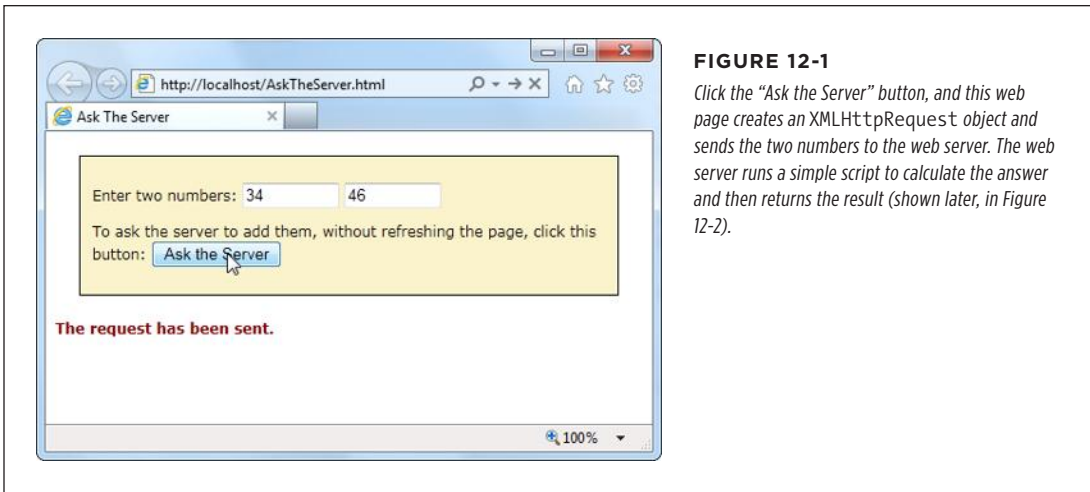 http://localhost/AskTheServer.html
Ask The Server
Enter two numbers: 34 46
To ask the server to add them, without refreshing the page, click this
button: Ask the Server
The request has been sent.
100%
FIGURE 12-1
Click the “Ask the Server” button, and this web
page creates an XMLHttpRequest object and
sends the two numbers to the web server. The web
server runs a simple script to calculate the answer
and then returns the result (shown later, in Figure
12-2).